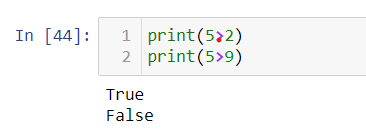 In [44]:
1 print(5>2)
2 print(5>9)
True
False